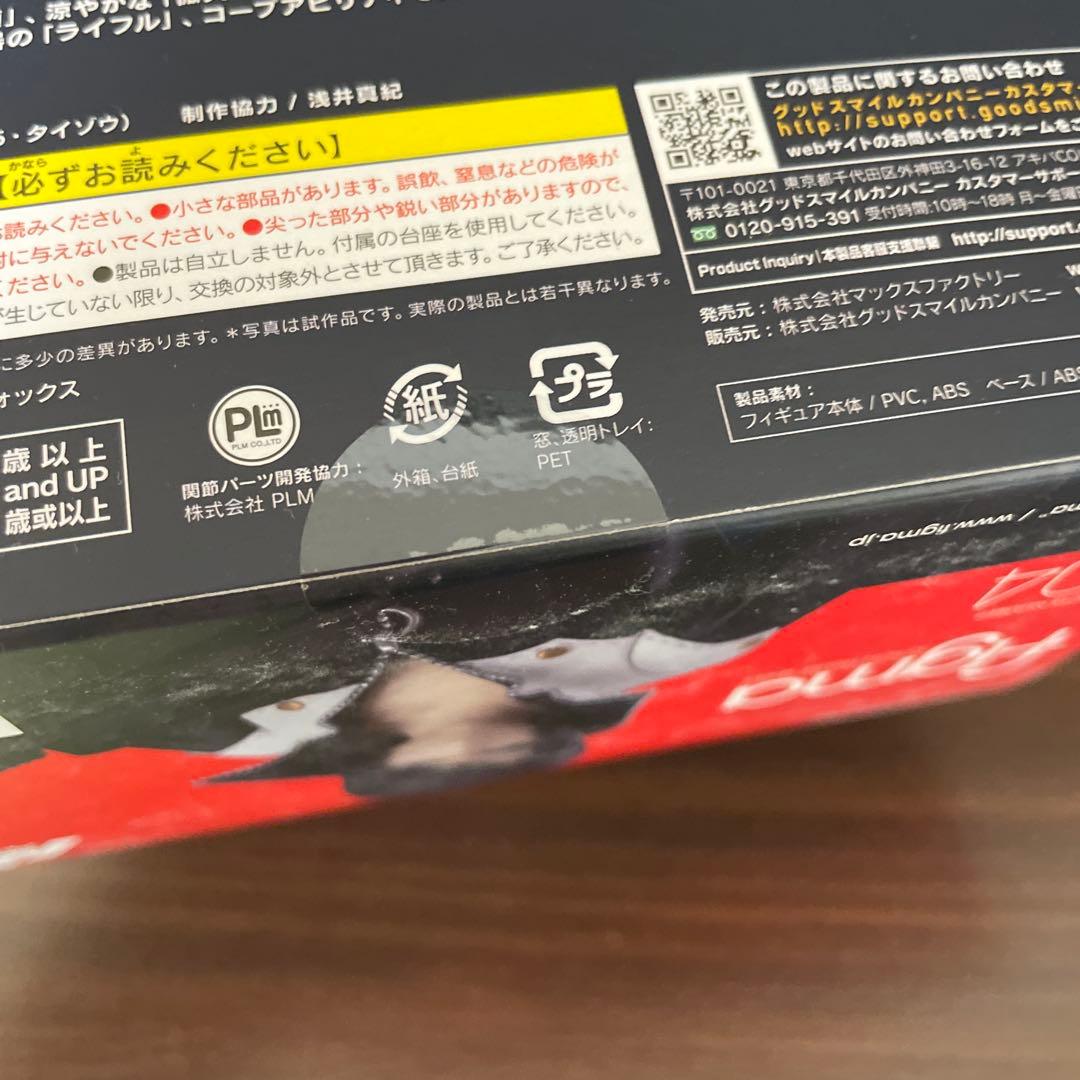 の「ライフル」、コープアビリティ
制作協力 / 浅井真紀
・タイゾウ)
【必ずお読みください】
かなら
よ
お読みください。●小さな部品があります。誤飲、窒息などの危険が
に与えないでください。●尖った部分や鋭い部分がありますので、
ください。●製品は自立しません。付属の台座を使用してください。
が生じていない限り、交換の対象外とさせて頂きます。ご了承ください。
に多少の差異があります。*写真は試作品です。実際の製品とは若干異なります。
ォックス
歳以上
and UP
歳或以上
PLm
PLM CO.,LTD
関節パーツ開発協力:
株式会社 PLM
紙
外箱、台紙
プラ
窓、透明トレイ:
PET
この製品に関するお問い合わせ
グッドスマイルカンパニーカスタマ
http://support.goodsmi
webサイトのお問い合わせフォームをご
〒101-0021 東京都千代田区外神田3-16-12 アキバCO
株式会社グッドスマイルカンパニー カスタマーサポー
0120-915-391 受付時間:10時〜18時 月〜金曜
Product Inquiry|本製品客服支援聯繫 http://support.
発売元:株式会社マックスファクトリー
販売元:株式会社グッドスマイルカンパニー
製品素材:
フィギュア本体 / PVC, ABS ベース / ABS
www.figma.jp
figma